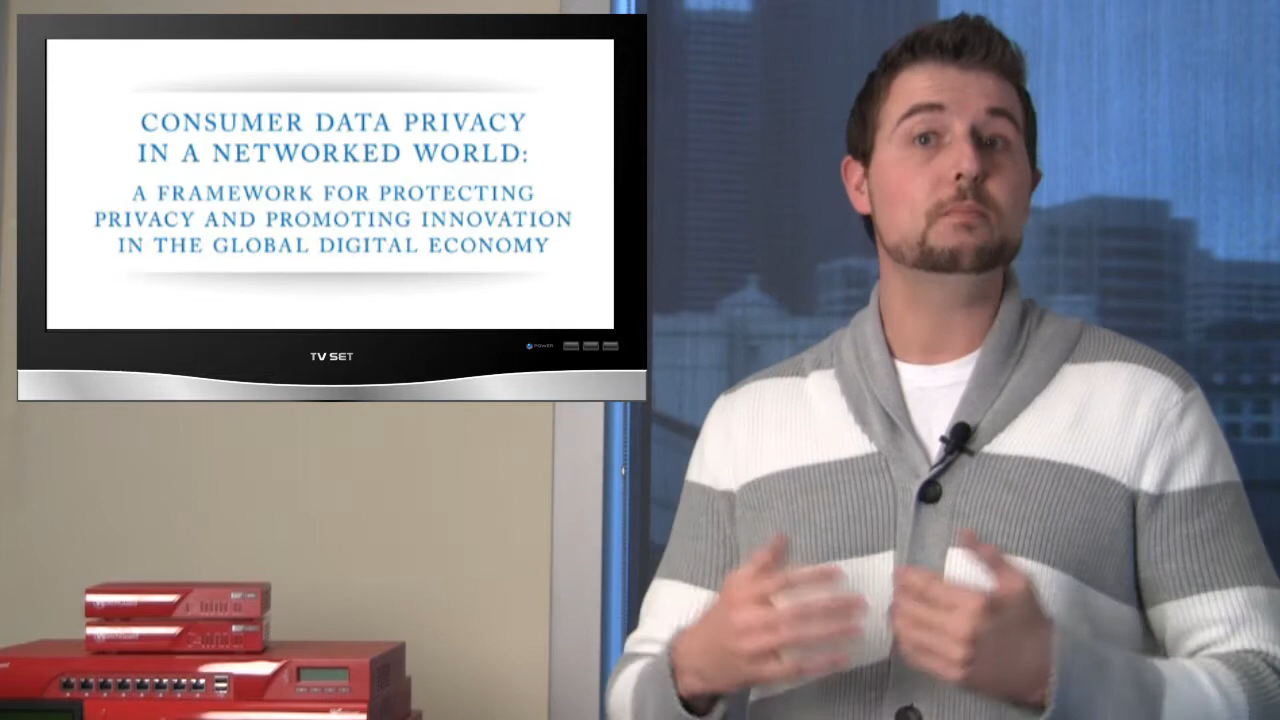 CONSUMER DATA PRIVACY
IN A NETWORKED WORLD:
A FRAMEWORK FOR PROTECTING
PRIVACY AND PROMOTING INNOVATION
IN THE GLOBAL DIGITAL ECONOMY
POWER
TV SET